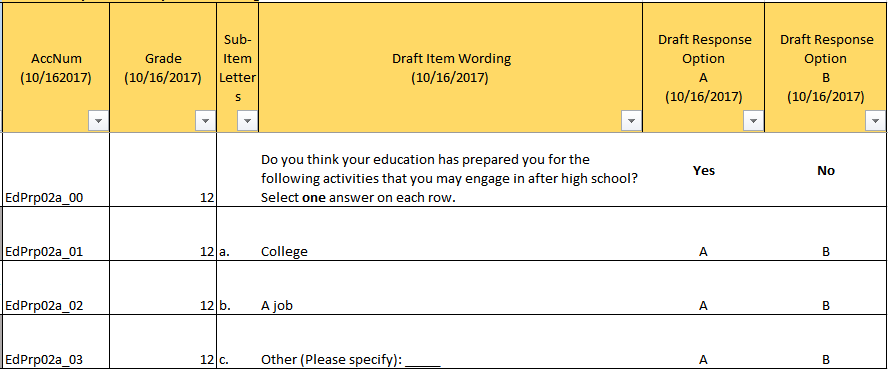 AccNum
(10/162017)
Grade
(10/16/2017)
Sub-
Item
Letter
s
Draft Item Wording
(10/16/2017)
Draft Response
Option
A
(10/16/2017)
Draft Response
Option
B
(10/16/2017)
EdPrp02a_00
12
Do you think your education has prepared you for the
following activities that you may engage in after high school?
Select one answer on each row.
Yes
No
EdPrp02a_01
12
a.
College
A
B
EdPrp02a_02
12
b.
A job
A
B
EdPrp02a_03
12
c.
Other (Please specify): _____
A
B